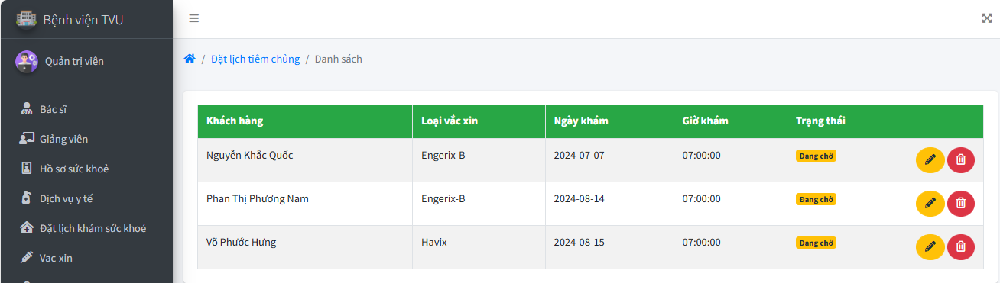 Bệnh viện TVU
Quản trị viên
Bác sĩ
Giảng viên
Hồ sơ sức khoẻ
Dịch vụ y tế
Đặt lịch khám sức khoẻ
Vac-xin
/ Đặt lịch tiêm chủng / Danh sách
Khách hàng Loại vắc xin Ngày khám Giờ khám Trạng thái
Nguyễn Khắc Quốc Engerix-B 2024-07-07 07:00:00 Đang chờ
Phan Thị Phương Nam Engerix-B 2024-08-14 07:00:00 Đang chờ
Võ Phước Hưng Havix 2024-08-15 07:00:00 Đang chờ